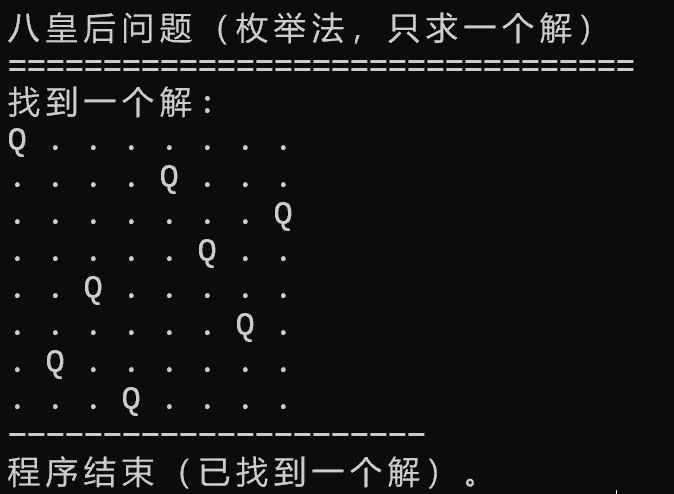 八皇后问题（枚举法，只求一个解）
=================================
找到一个解：
Q . . . . . . .
. . . . Q . . .
. . . . . . . Q
. . . . . Q . .
. . Q . . . . .
. . . . . . Q .
. Q . . . . . .
. . . Q . . . .
----------------------
程序结束（已找到一个解）。